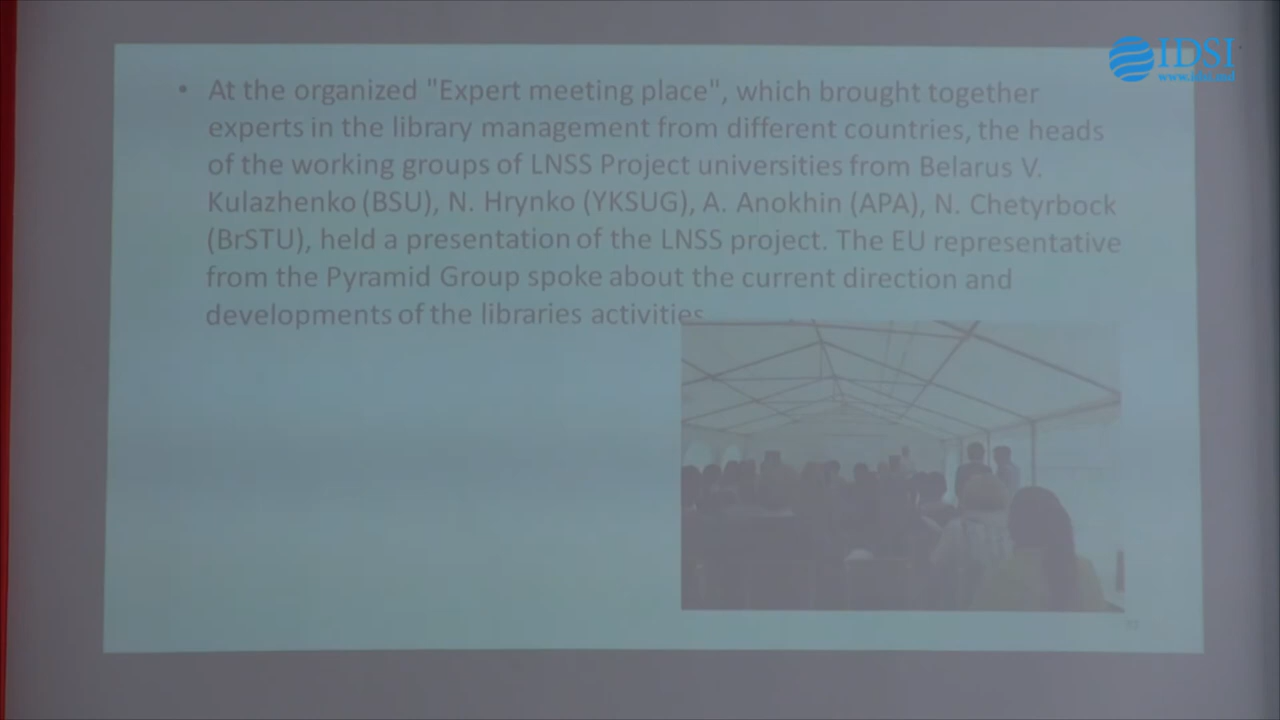 IDSI
www.idsi.md
• At the organized "Expert meeting place", which brought together
experts in the library management from different countries, the heads
of the working groups of LNSS Project universities from Belarus V.
Kulazhenko (BSU), N. Hrynko (YKSUG), A. Anokhin (APA), N. Chetyrbock
(BrSTU), held a presentation of the LNSS project. The EU representative
from the Pyramid Group spoke about the current direction and
developments of the libraries activities